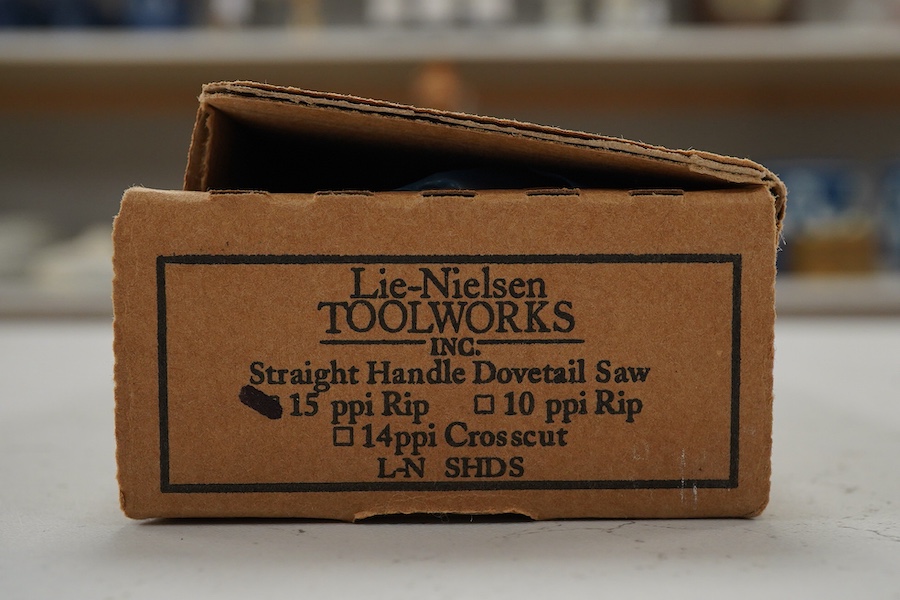 Lie-Nielsen
TOOLWORKS
INC.
Straight Handle Dovetail Saw
15 ppi Rip ☐ 10 ppi Rip
☐ 14ppi Crosscut
L-N SHDS